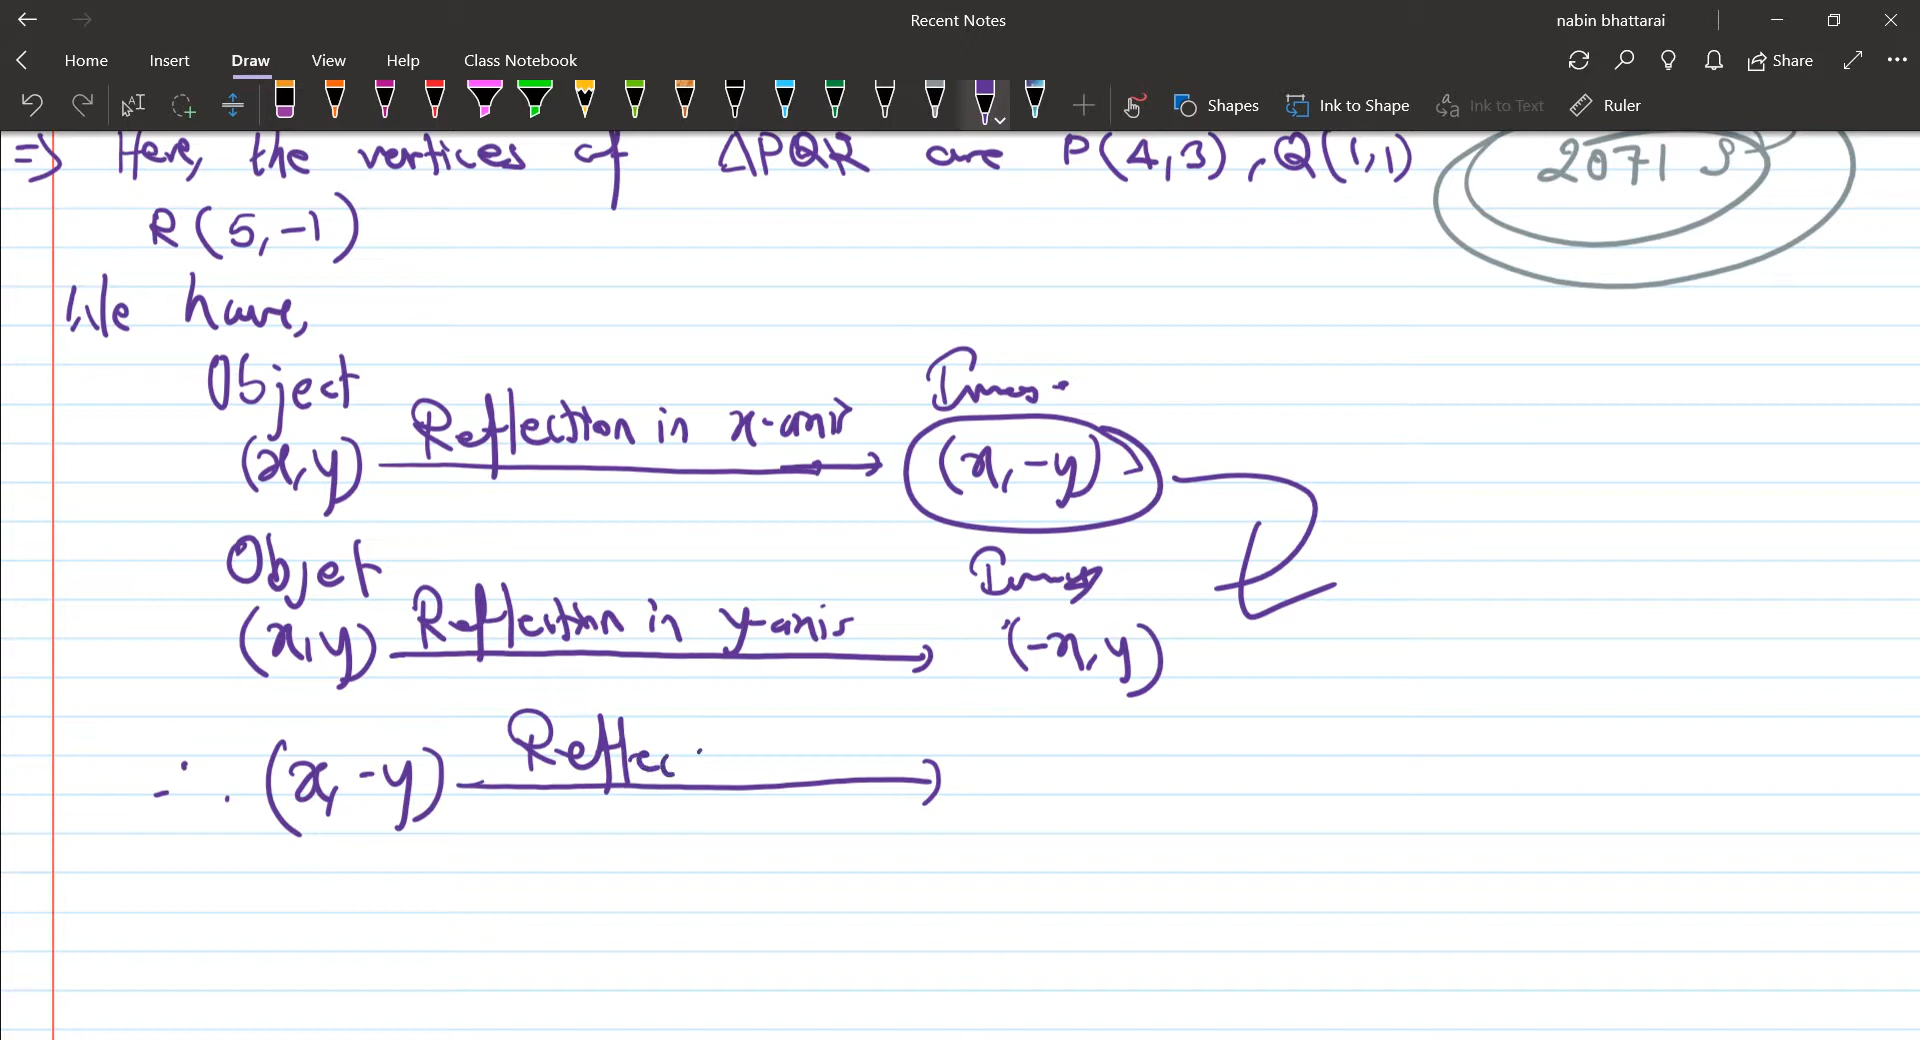 Recent Notes
nabin bhattarai
Home Insert Draw View Help Class Notebook
Share
Shapes Ink to Shape Ink to Text Ruler
=> Here, the vertices of ΔPQR are P(4,3), Q(1,1)
2071 S
R(5,-1)
We have,
Object
Reflection in x-axis
(x,y) (x,-y)
Objet
Reflection in y-axis
(x,y) (-x,y)
Reflec
∴ (x,-y)